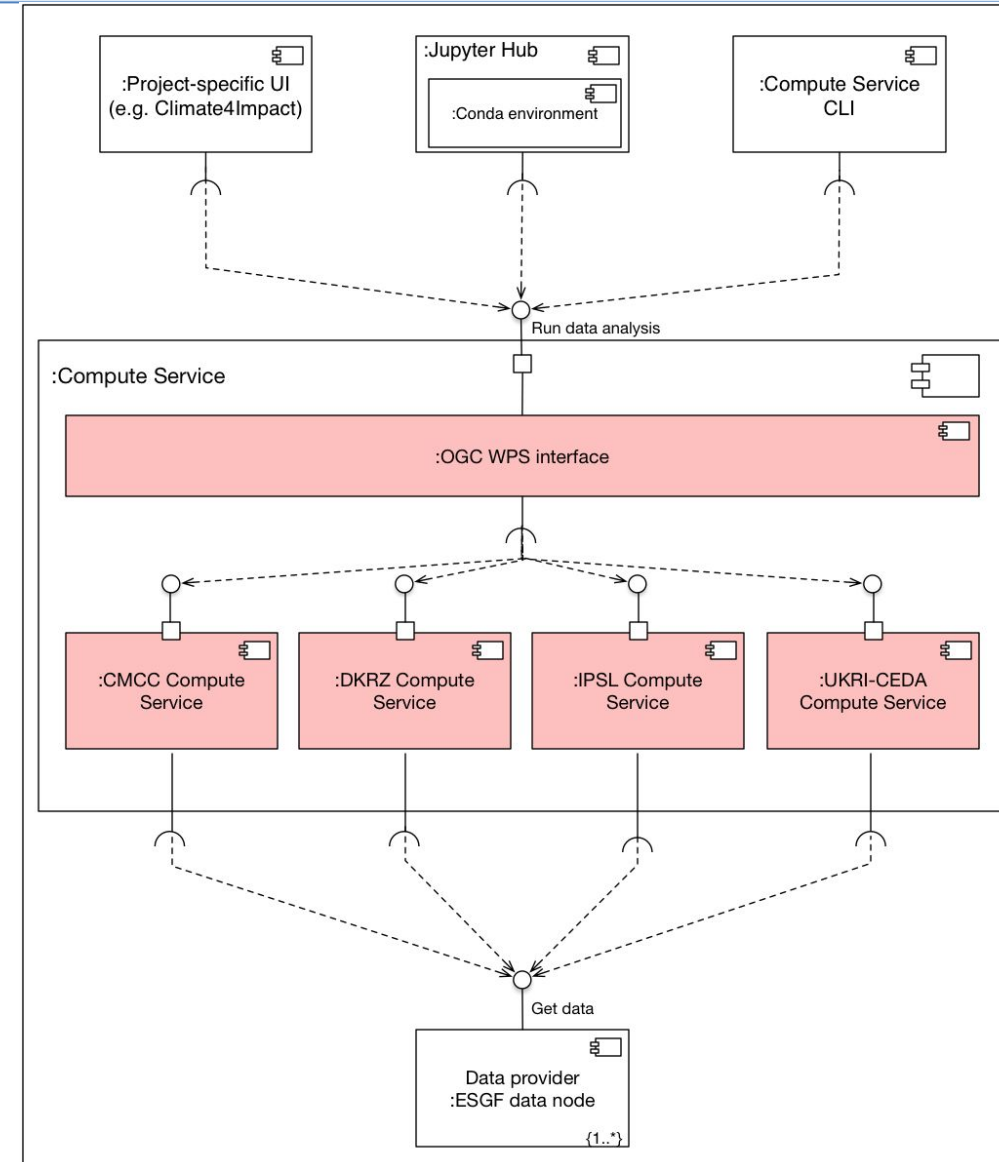 :Project-specific UI
(e.g. Climate4Impact)
:Jupyter Hub
:Conda environment
:Compute Service
CLI
Run data analysis
:Compute Service
:OGC WPS interface
:CMCC Compute
Service
:DKRZ Compute
Service
:IPSL Compute
Service
:UKRI-CEDA
Compute Service
Get data
Data provider
:ESGF data node
{1..*}